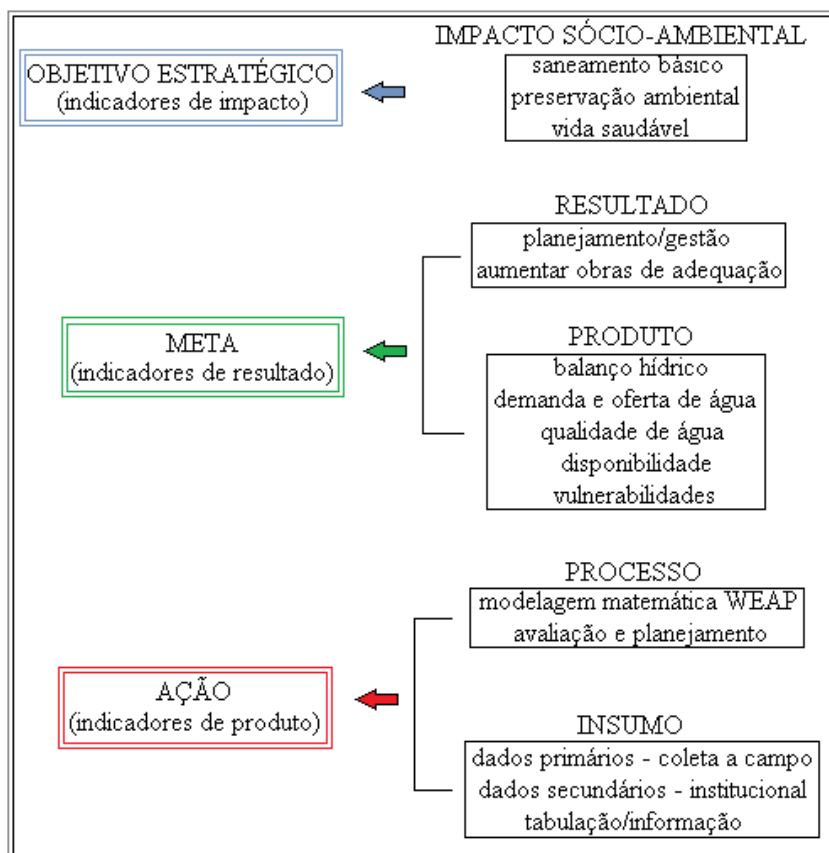 IMPACTO SÓCIO-AMBIENTAL
OBJETIVO ESTRATÉGICO
(indicadores de impacto)
saneamento básico
preservação ambiental
vida saudável
RESULTADO
planejamento/gestão
aumentar obras de adequação
META
(indicadores de resultado)
PRODUTO
balanço hídrico
demanda e oferta de água
qualidade de água
disponibilidade
vulnerabilidades
PROCESSO
modelagem matemática WEAP
avaliação e planejamento
AÇÃO
(indicadores de produto)
INSUMO
dados primários - coleta a campo
dados secundários - institucional
tabulação/informação